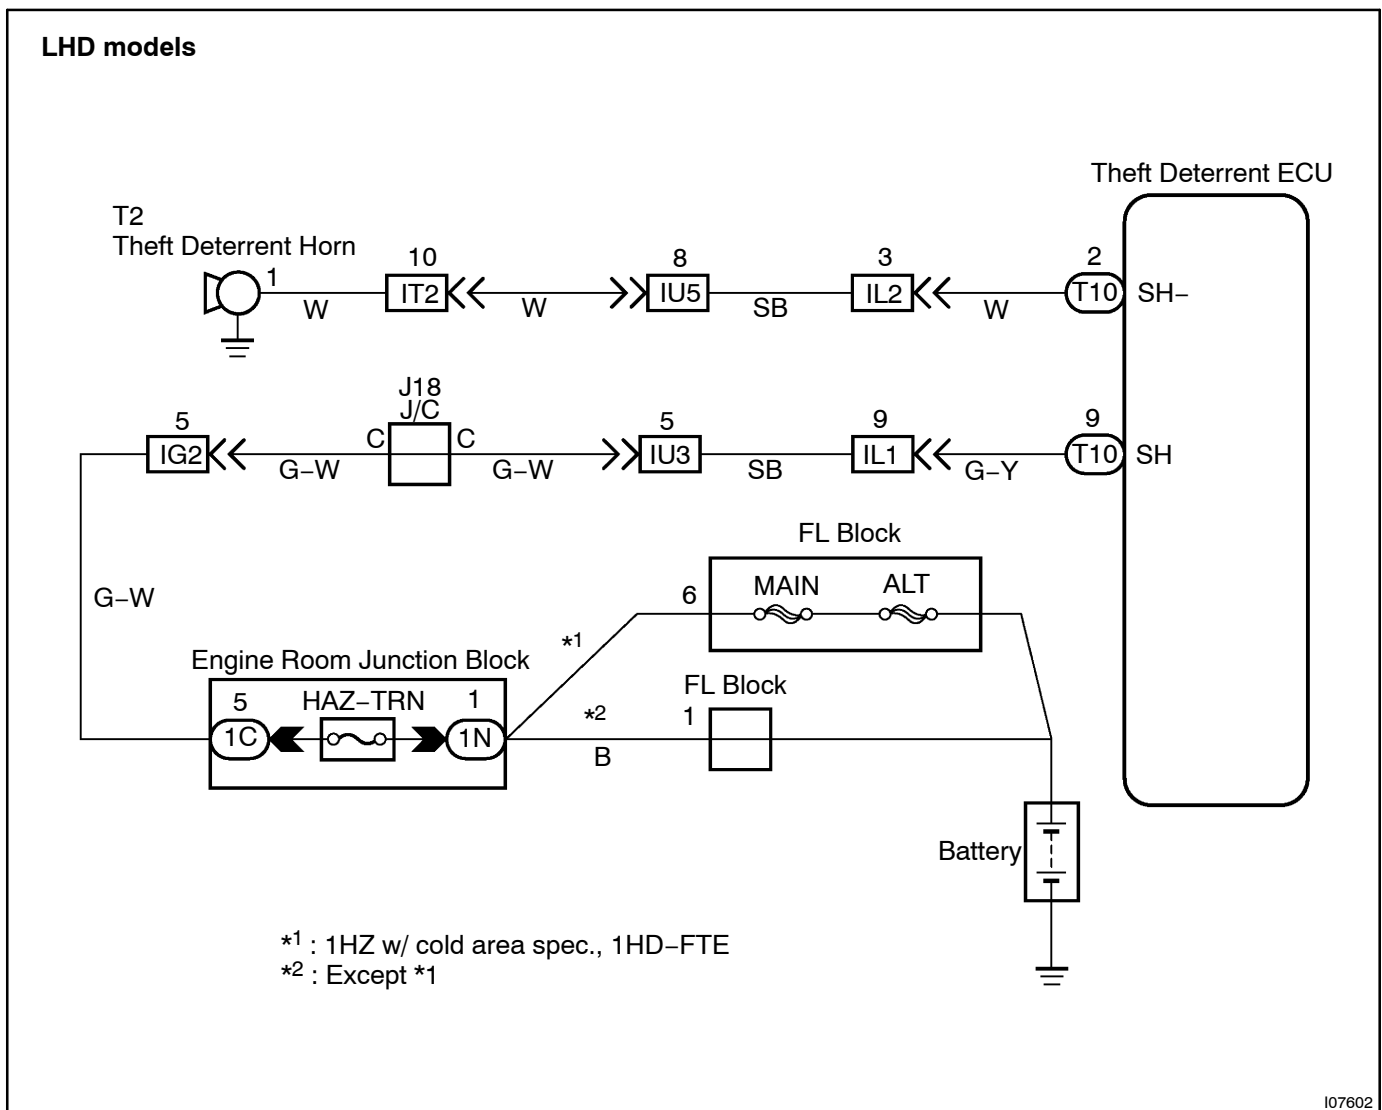 LHD models
Theft Deterrent ECU
T2
Theft Deterrent Horn
1
W
10
IT2
W
8
IU5
SB
3
IL2
W
2
T10
SH−
5
IG2
G−W
J18
J/C
C
C
G−W
5
IU3
SB
9
IL1
G−Y
9
T10
SH
G−W
FL Block
6
MAIN
ALT
*1
Engine Room Junction Block
5
HAZ−TRN
1
1C
1N
*2
B
FL Block
1
Battery
*1 : 1HZ w/ cold area spec., 1HD−FTE
*2 : Except *1
I07602